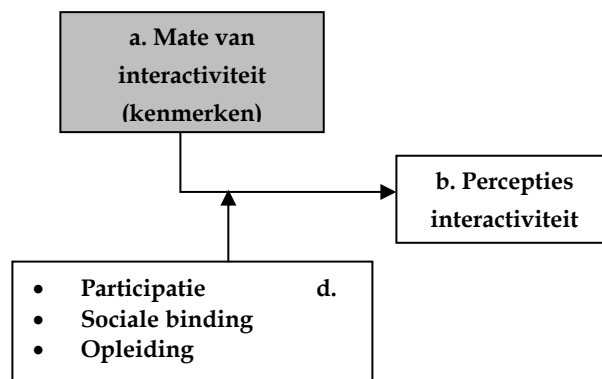 a. Mate van
interactiviteit
(kenmerken)
b. Percepties
interactiviteit
• Participatie d.
• Sociale binding
• Opleiding